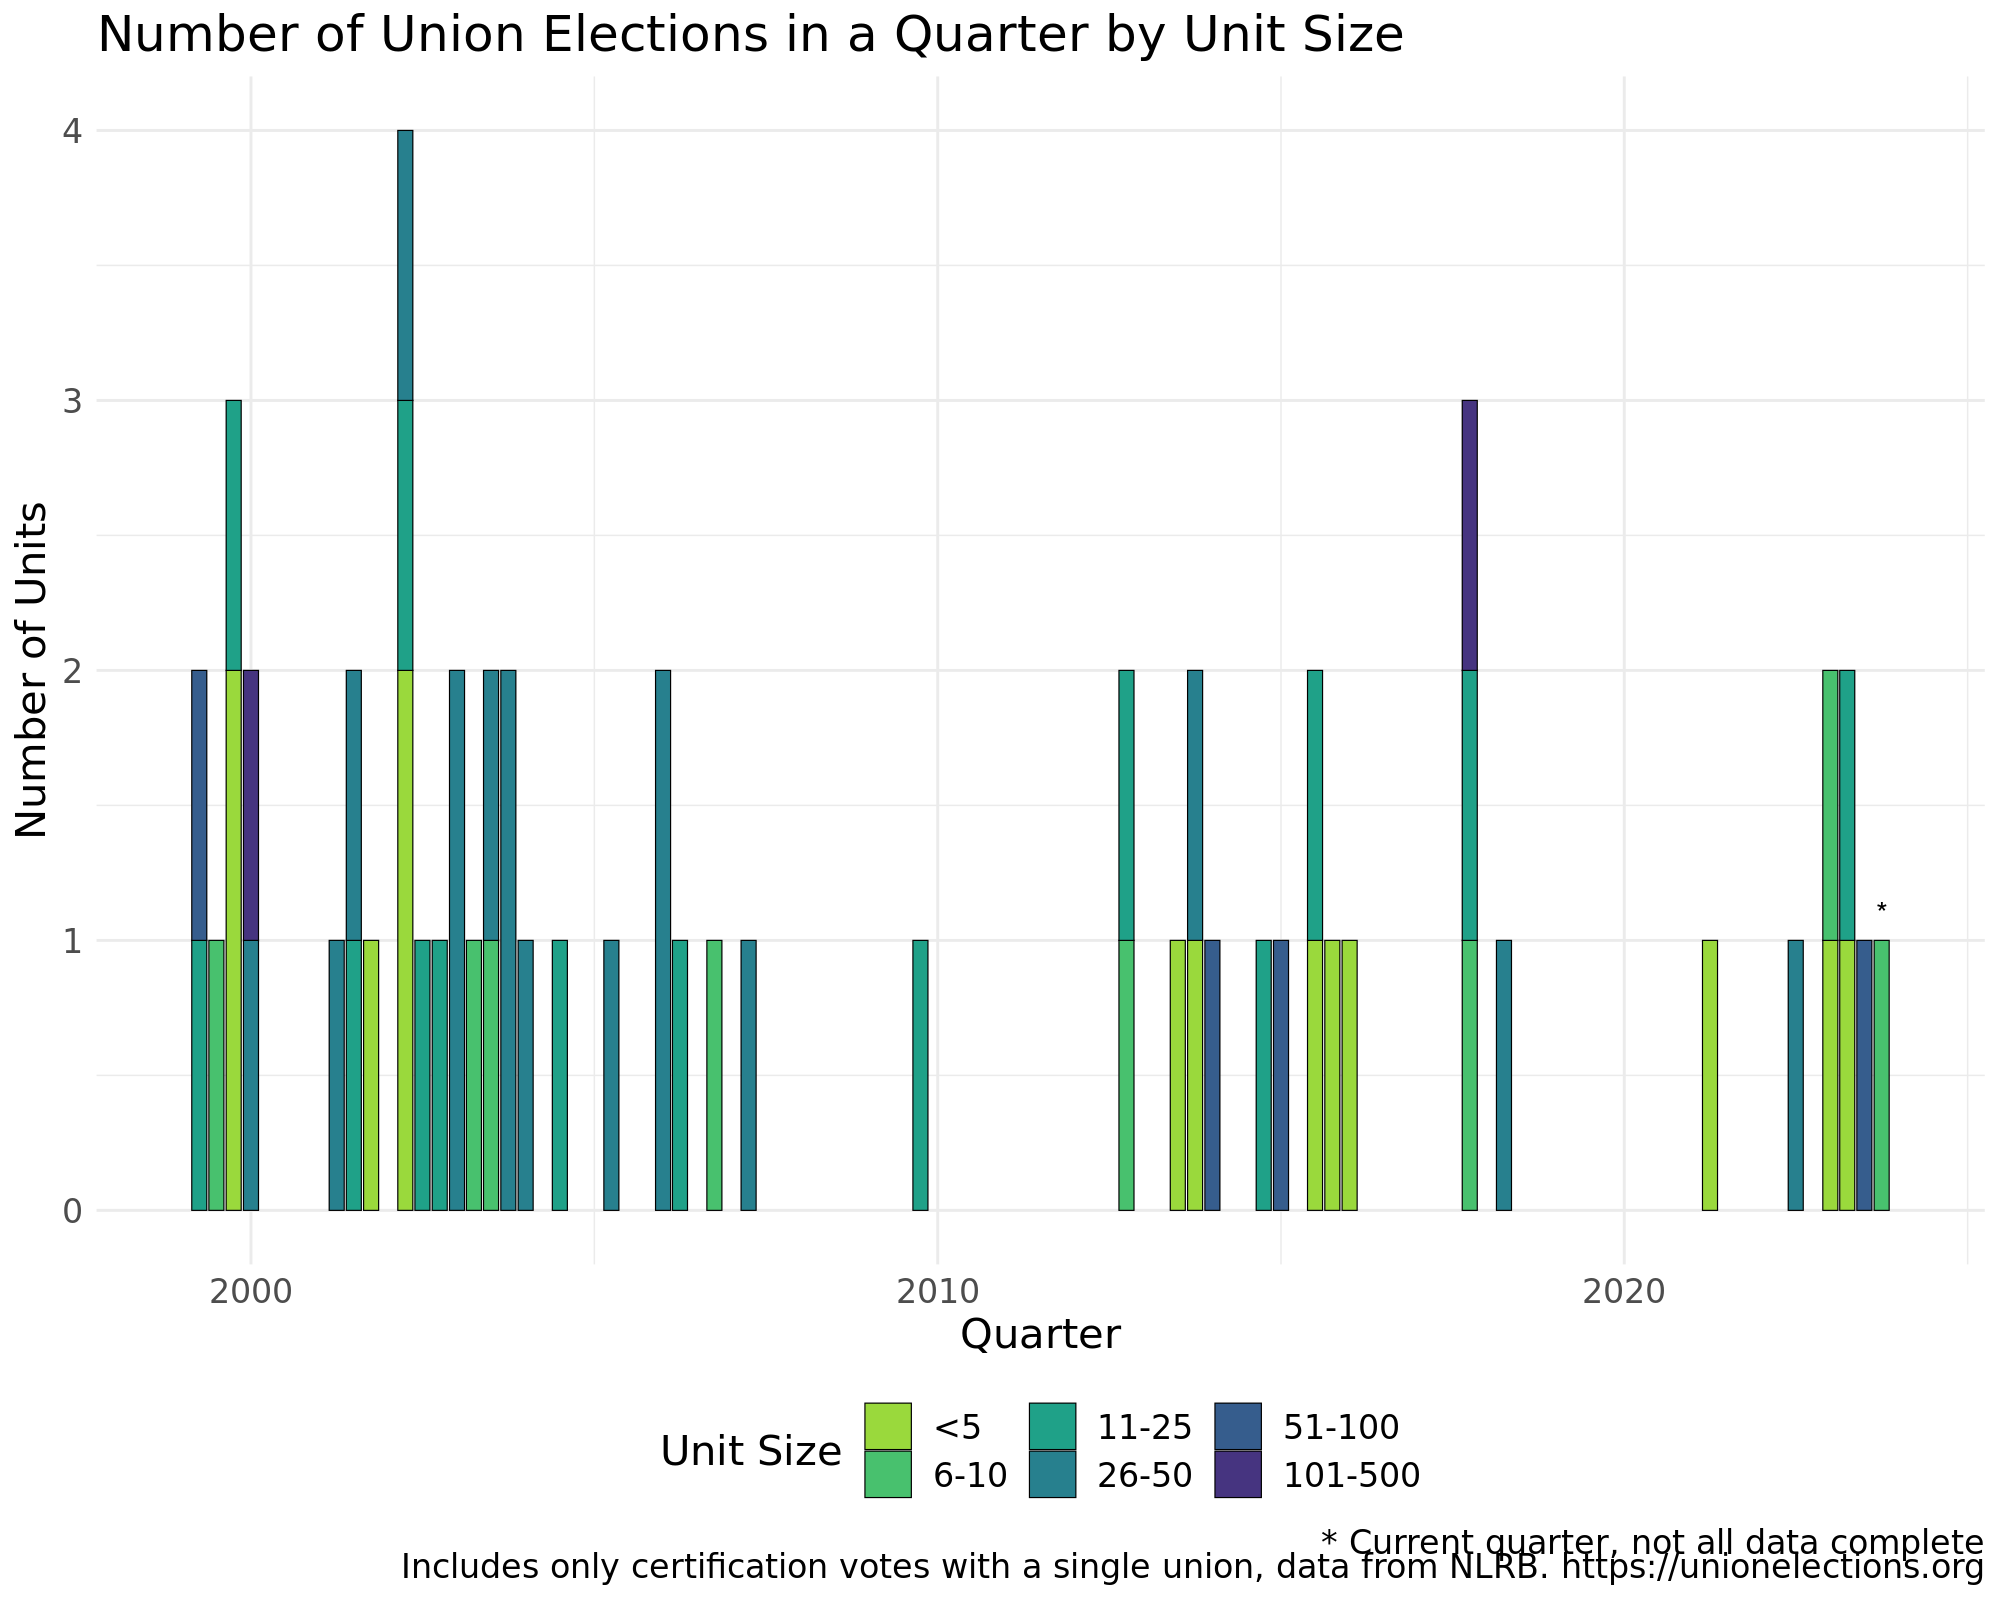 Number of Union Elections in a Quarter by Unit Size
Number of Units
4
3
2
1
0
*
2000
2010
2020
Quarter
Unit Size
<5
11-25
51-100
6-10
26-50
101-500
* Current quarter, not all data complete
Includes only certification votes with a single union, data from NLRB. https://unionelections.org